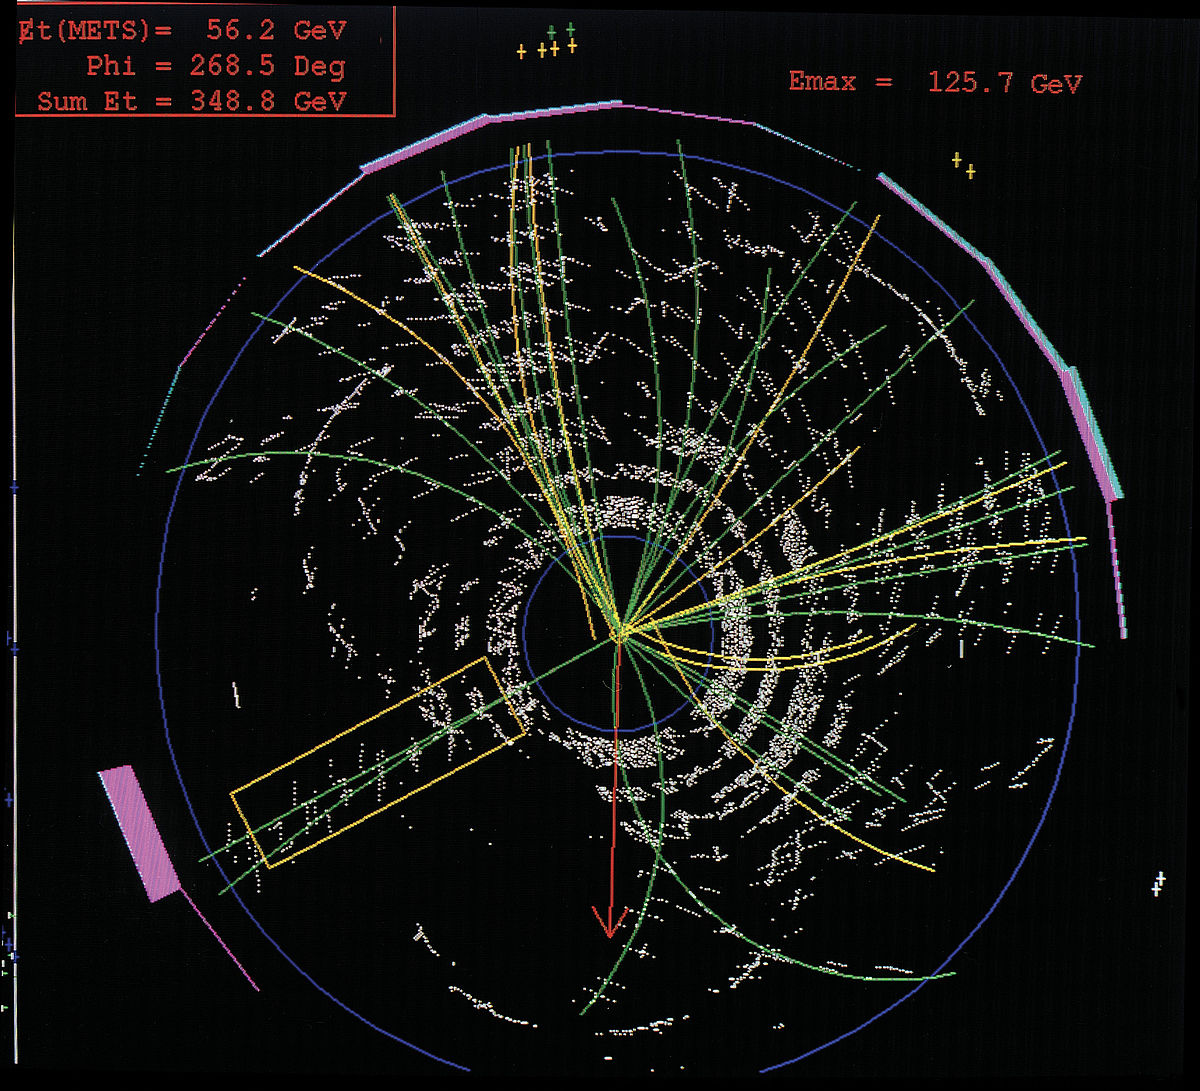 Et(METS)= 56.2 GeV
Phi = 268.5 Deg
Sum Et = 348.8 GeV
Emax = 125.7 GeV